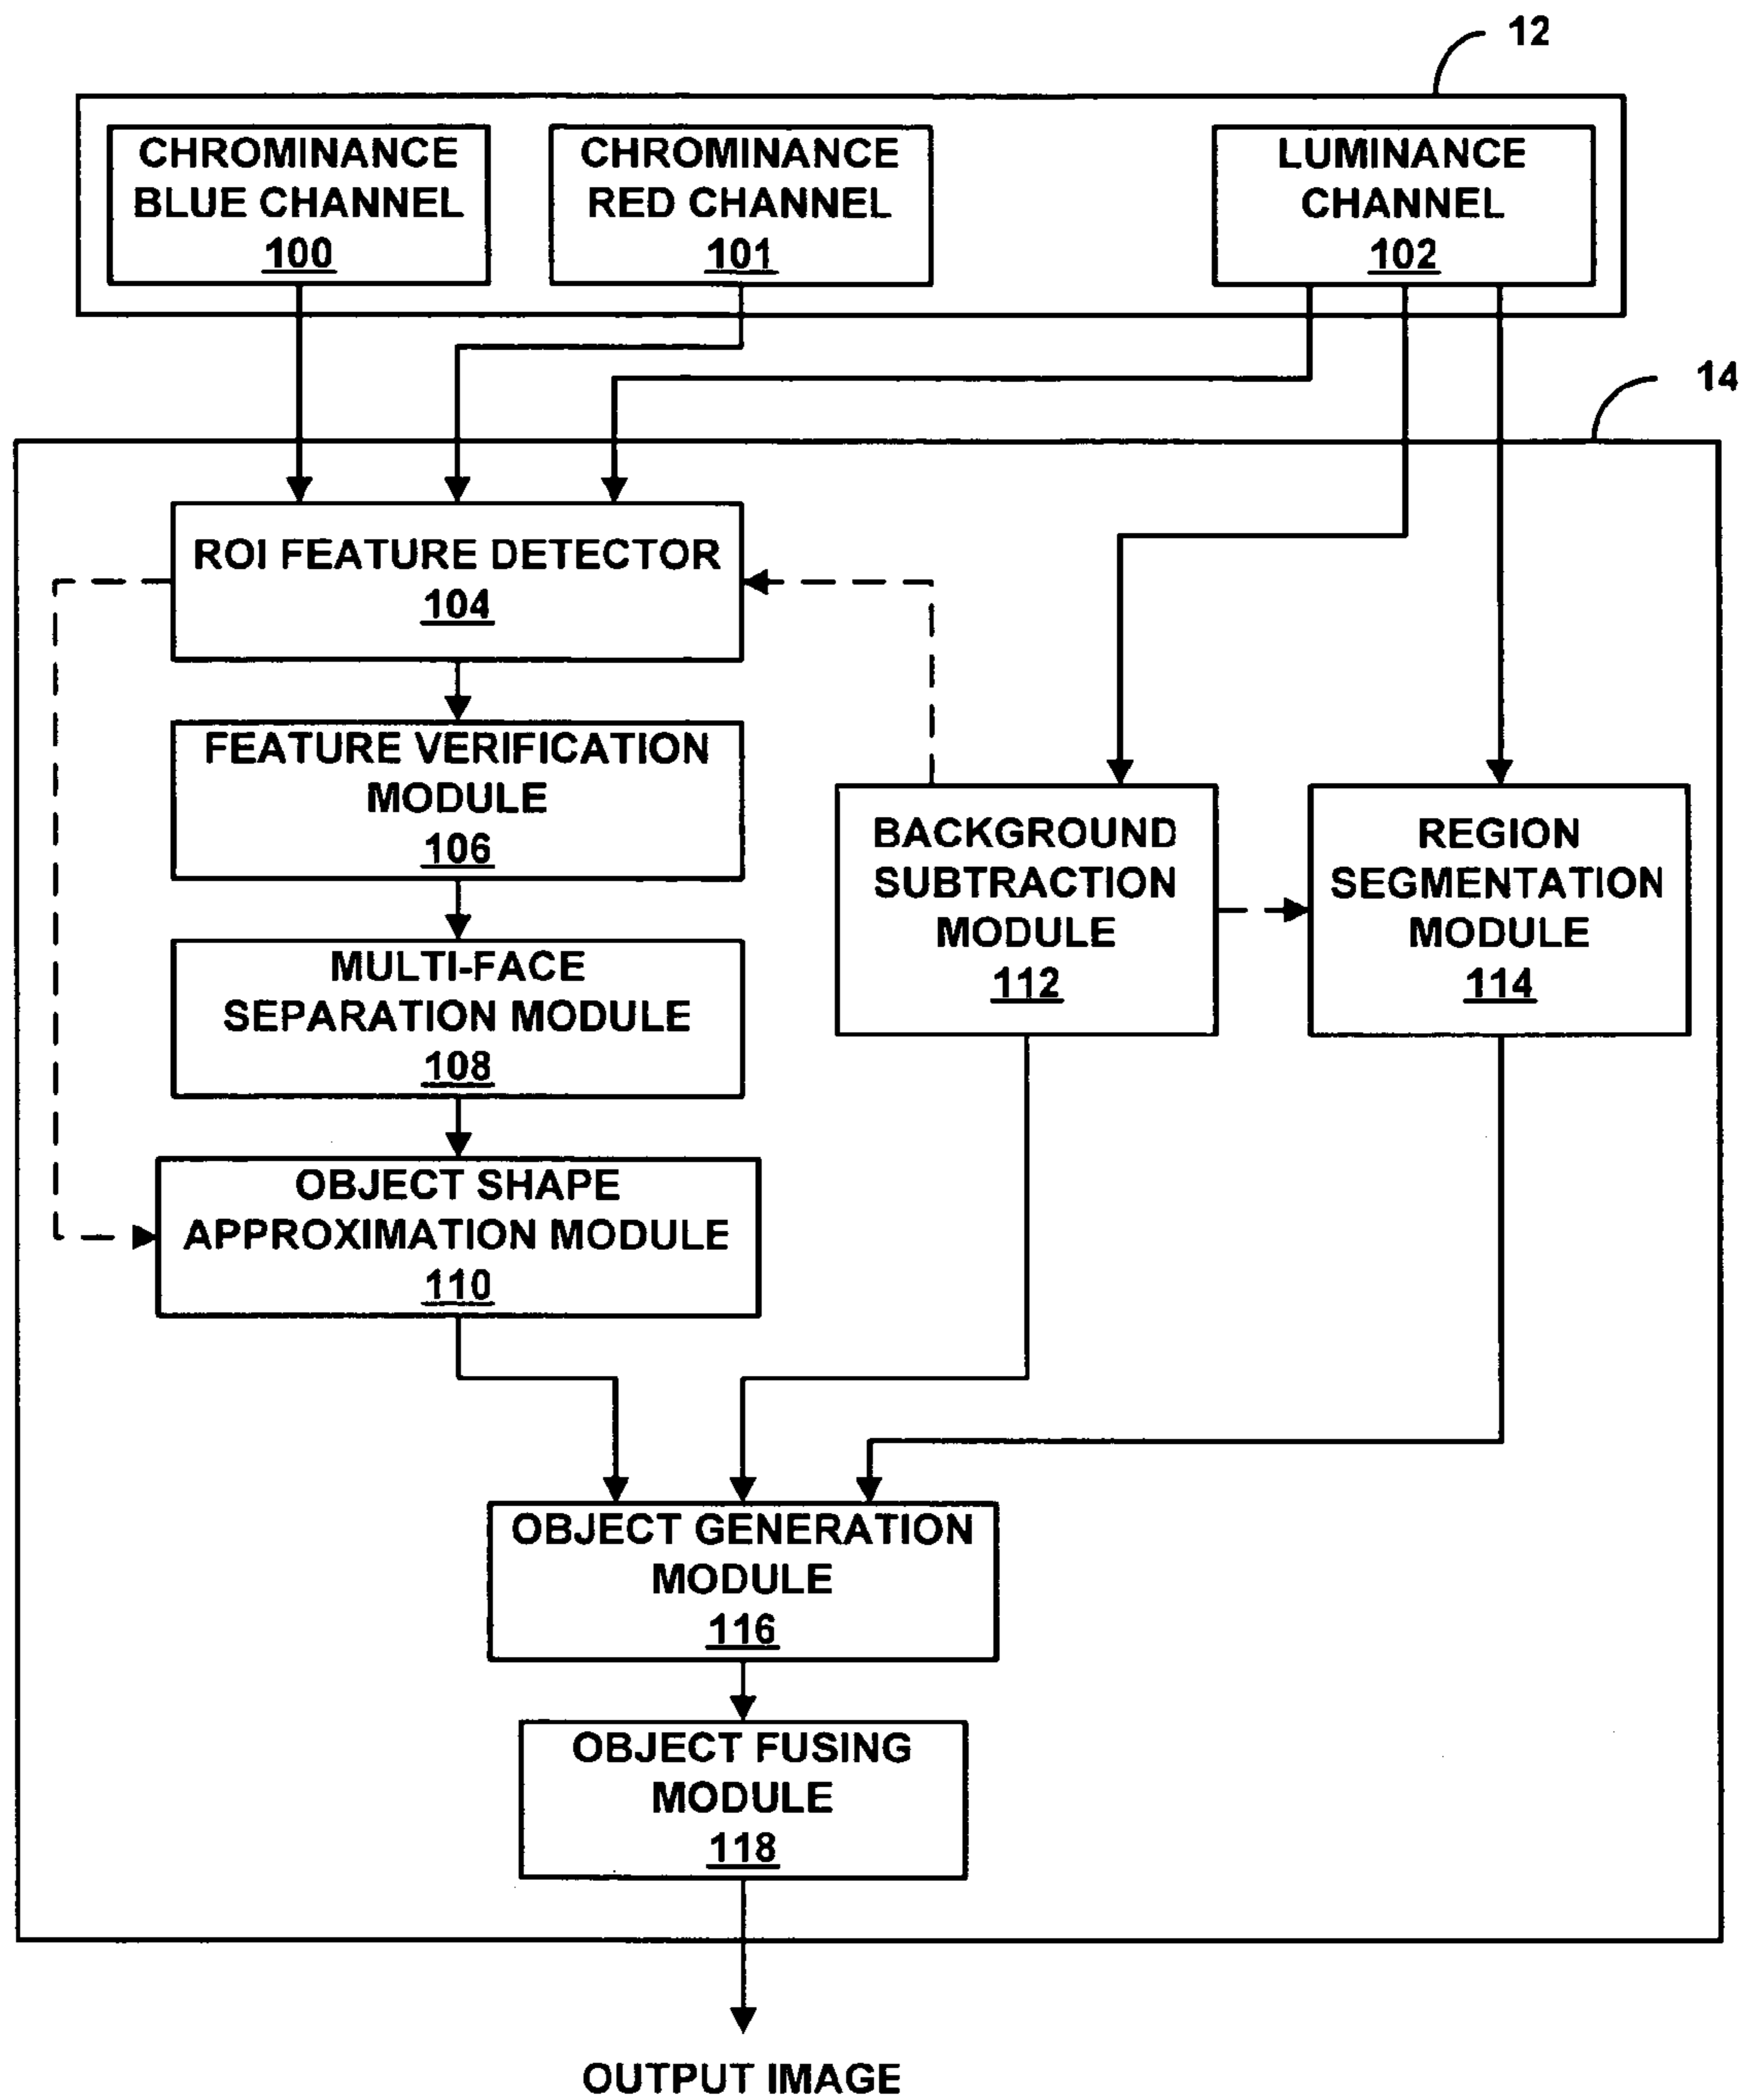 12
CHROMINANCE
BLUE CHANNEL
100
CHROMINANCE
RED CHANNEL
101
LUMINANCE
CHANNEL
102
14
ROI FEATURE DETECTOR
104
FEATURE VERIFICATION
MODULE
106
BACKGROUND
SUBTRACTION
MODULE
112
REGION
SEGMENTATION
MODULE
114
MULTI-FACE
SEPARATION MODULE
108
OBJECT SHAPE
APPROXIMATION MODULE
110
OBJECT GENERATION
MODULE
116
OBJECT FUSING
MODULE
118
OUTPUT IMAGE